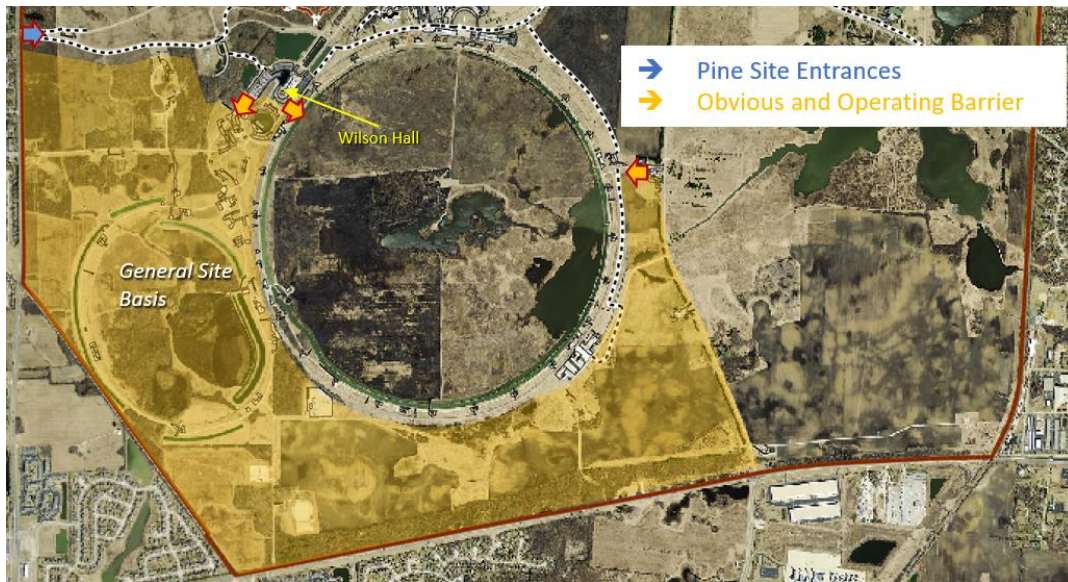 Pine Site Entrances
Obvious and Operating Barrier
Wilson Hall
General Site
Basis